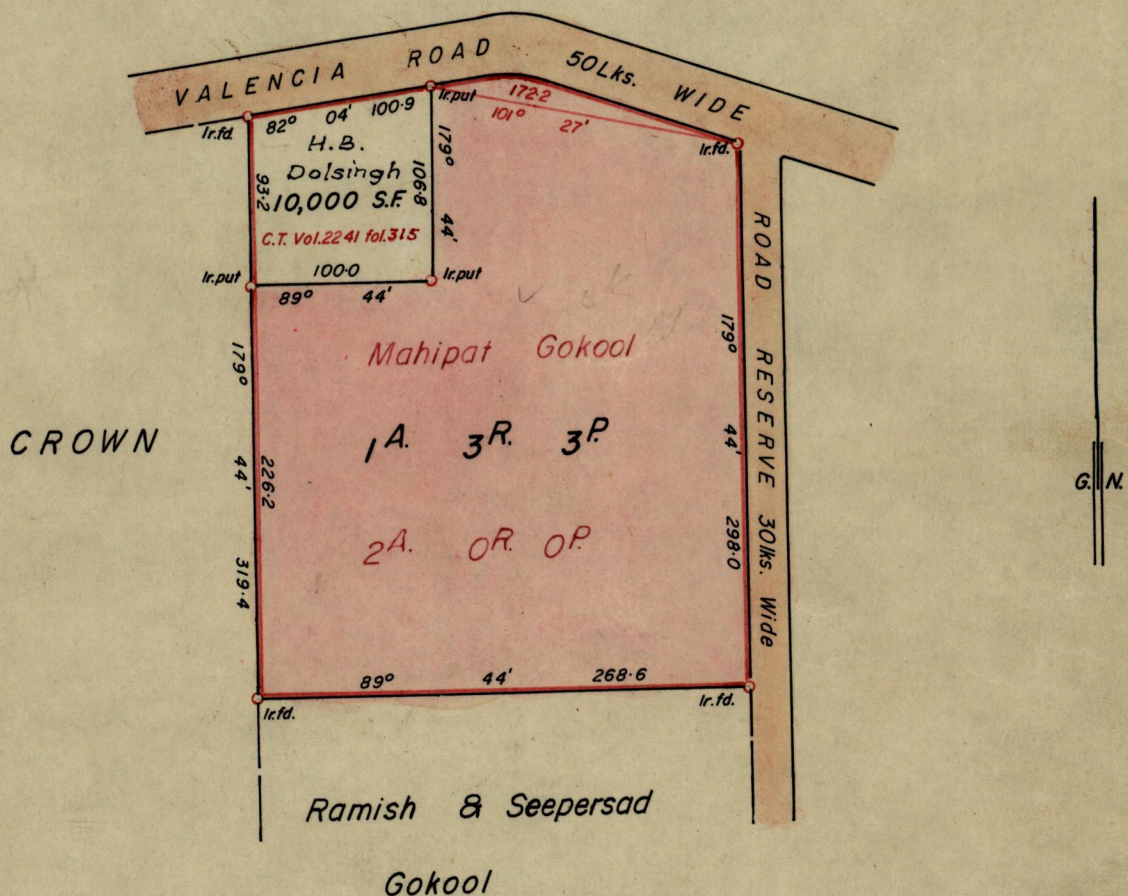 VALENCIA ROAD 50Lks. WIDE
Ir.fd.
82° 04' 100·9
Ir.put
172·2
101° 27'
Ir.fd.
H.B.
Dolsingh
10,000 S.F.
C.T. Vol.2241 fol.315
93·2
179° 106·8 44'
Ir.put
100·0
Ir.put
89° 44'
Mahipat Gokool
1A. 3R. 3P.
2A. 0R. 0P.
CROWN
179° 44' 319·4
226·2
179° 44' 298·0
ROAD RESERVE 30lks. Wide
G. N.
89° 44' 268·6
Ir.fd.
Ir.fd.
Ramish & Seepersad
Gokool